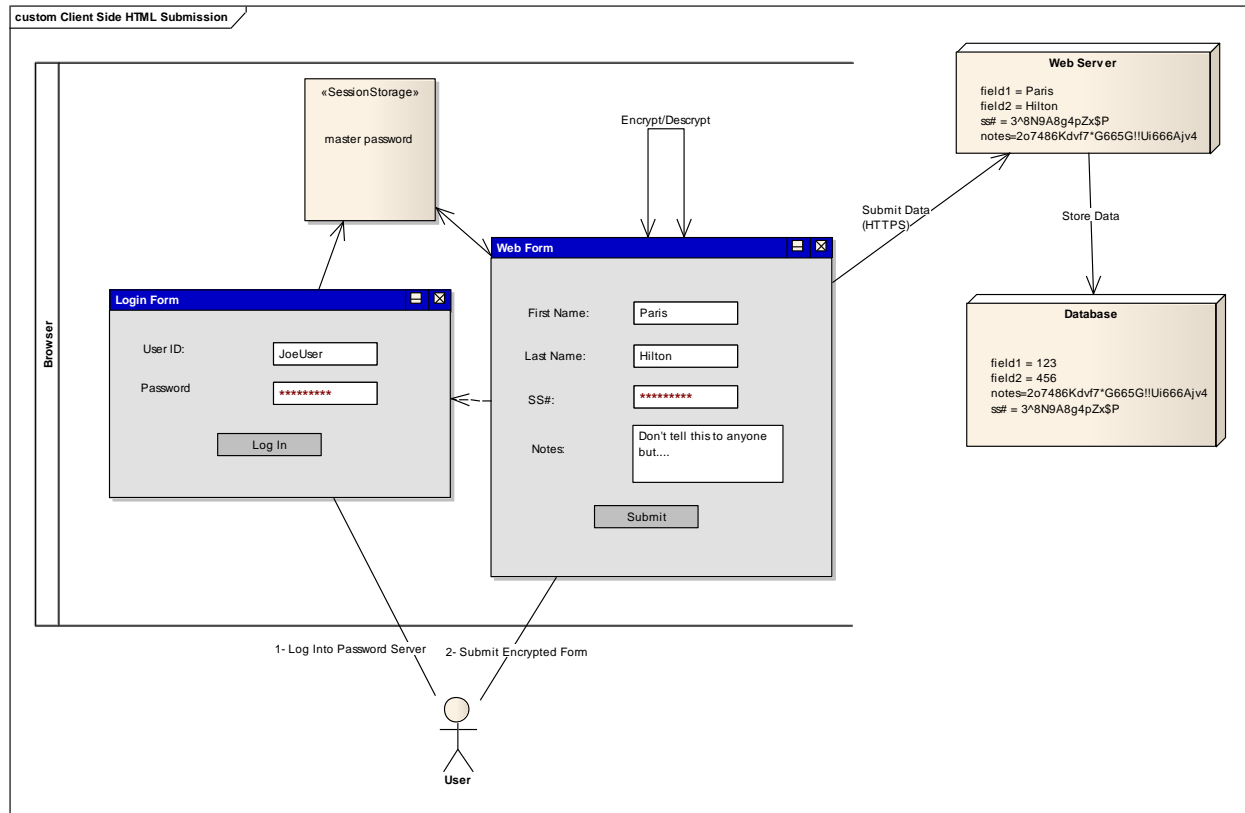 custom Client Side HTML Submission
Browser
«SessionStorage»
master password
Encrypt/Descrypt
Web Server
field1 = Paris
field2 = Hilton
ss# = 3^8N9A8g4pZx$P
notes=2o7486Kdvf7*G665G!!Ui666Ajv4
Submit Data
(HTTPS)
Store Data
Login Form
User ID:
JoeUser
Password
*********
Log In
Web Form
First Name:
Paris
Last Name:
Hilton
SS#:
*********
Notes:
Don't tell this to anyone
but....
Submit
Database
field1 = 123
field2 = 456
notes=2o7486Kdvf7*G665G!!Ui666Ajv4
ss# = 3^8N9A8g4pZx$P
1- Log Into Password Server
2- Submit Encrypted Form
User